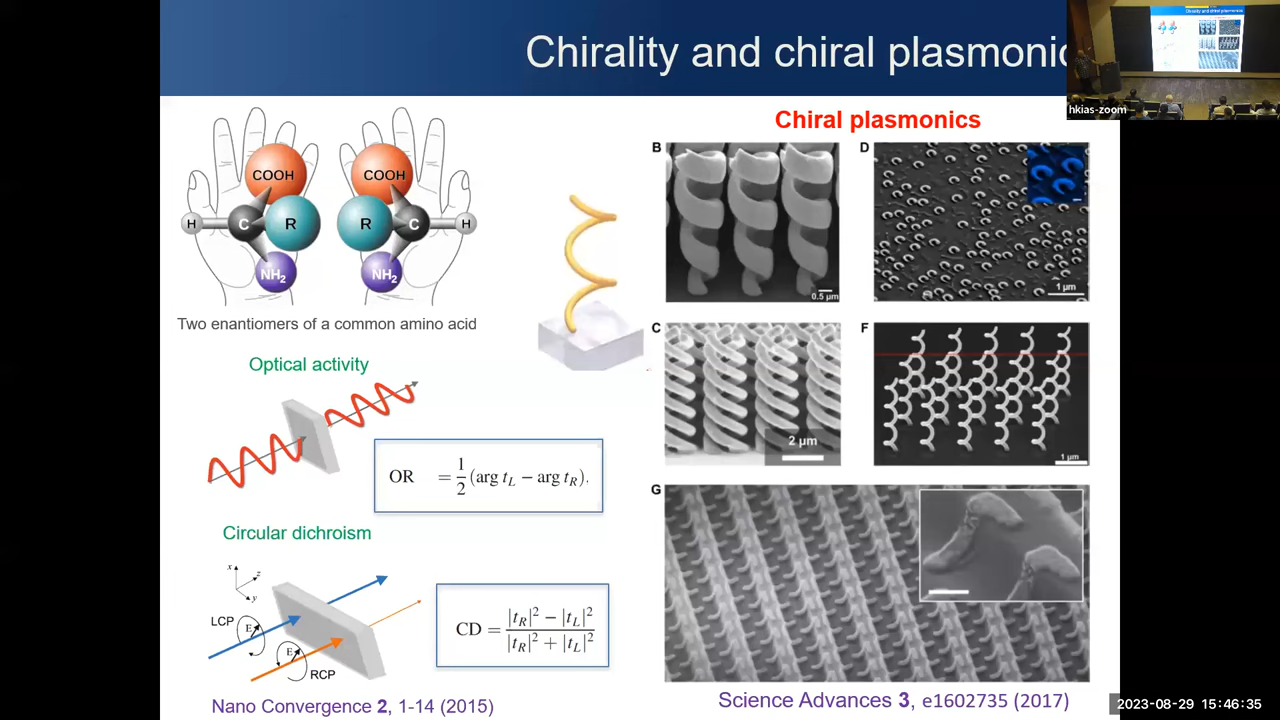 Chirality and chiral plasmonic
hkias-zoom
Chiral plasmonics
COOH
COOH
H
C
R
R
C
H
NH₂
NH₂
Two enantiomers of a common amino acid
Optical activity
OR = 1/2 (arg t_L − arg t_R).
Circular dichroism
x
z
y
LCP
E
E
RCP
CD = (|t_R|² − |t_L|²) / (|t_R|² + |t_L|²)
Nano Convergence 2, 1-14 (2015)
B
0.5 µm
D
1 µm
C
2 µm
F
1 µm
G
Science Advances 3, e1602735 (2017)
2023-08-29 15:46:35